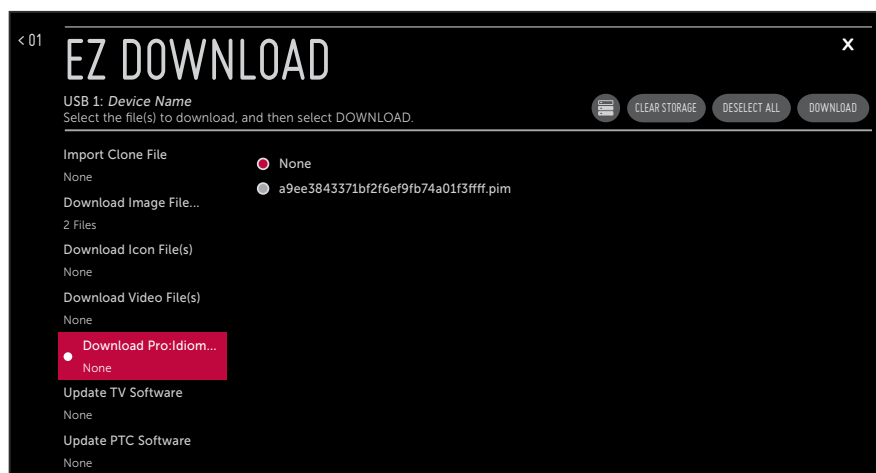 < 01
EZ DOWNLOAD
X
USB 1: Device Name
Select the file(s) to download, and then select DOWNLOAD.
CLEAR STORAGE
DESELECT ALL
DOWNLOAD
Import Clone File
None
Download Image File...
2 Files
Download Icon File(s)
None
Download Video File(s)
None
Download Pro:Idiom...
None
Update TV Software
None
Update PTC Software
None
None
a9ee3843371bf2f6ef9fb74a01f3ffff.pim